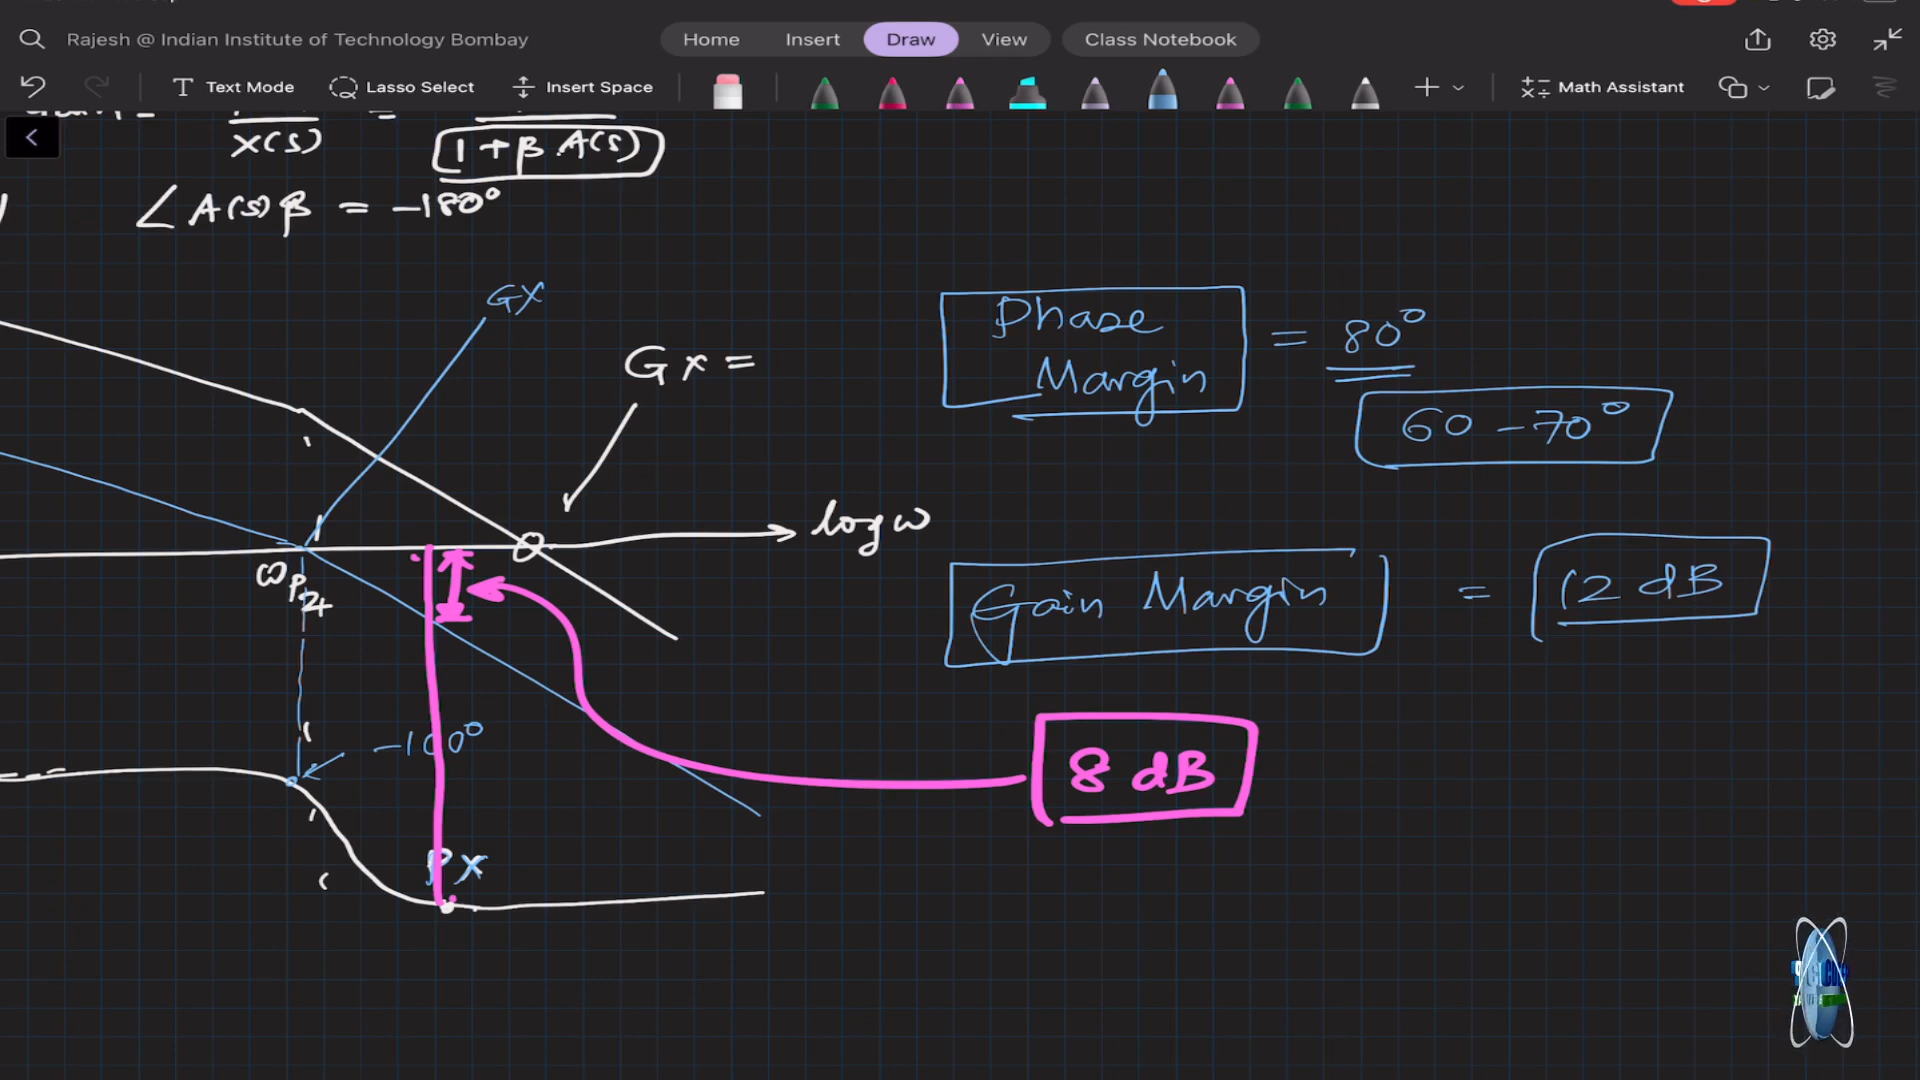 Rajesh @ Indian Institute of Technology Bombay
Home Insert Draw View Class Notebook
Text Mode Lasso Select Insert Space Math Assistant
X(s) 1 + β A(s)
∠ A(s) β = -180°
GX
GX =
Phase
Margin
= 80°
60 - 70°
log ω
ωP2
Gain Margin = 12 dB
-100°
8 dB
PX